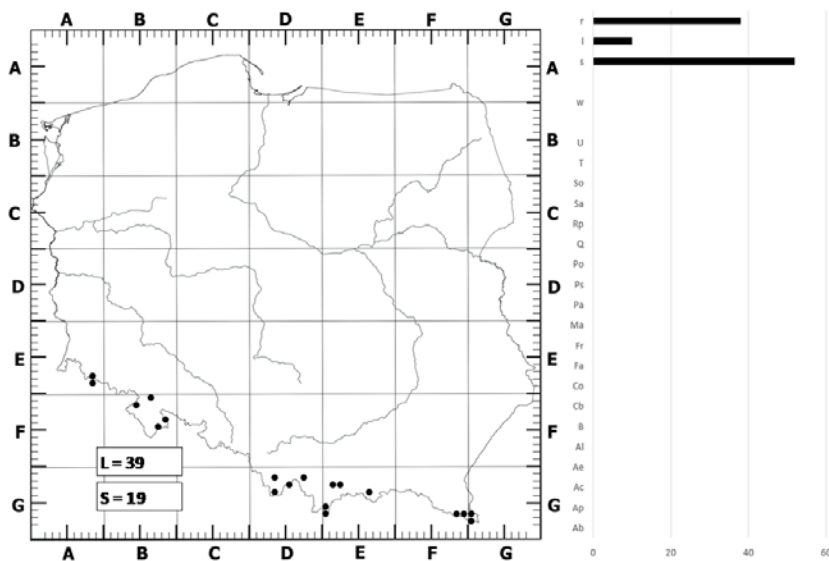 A B C D E F G
A
B
C
D
E
F
G
L = 39
S = 19
A
B
C
D
E
F
G
A B C D E F G
r
l
s
w
U
T
So
Sa
Rp
Q
Po
Ps
Pa
Ma
Fr
Fa
Co
Cb
B
Al
Ae
Ac
Ap
Ab
0 20 40 60